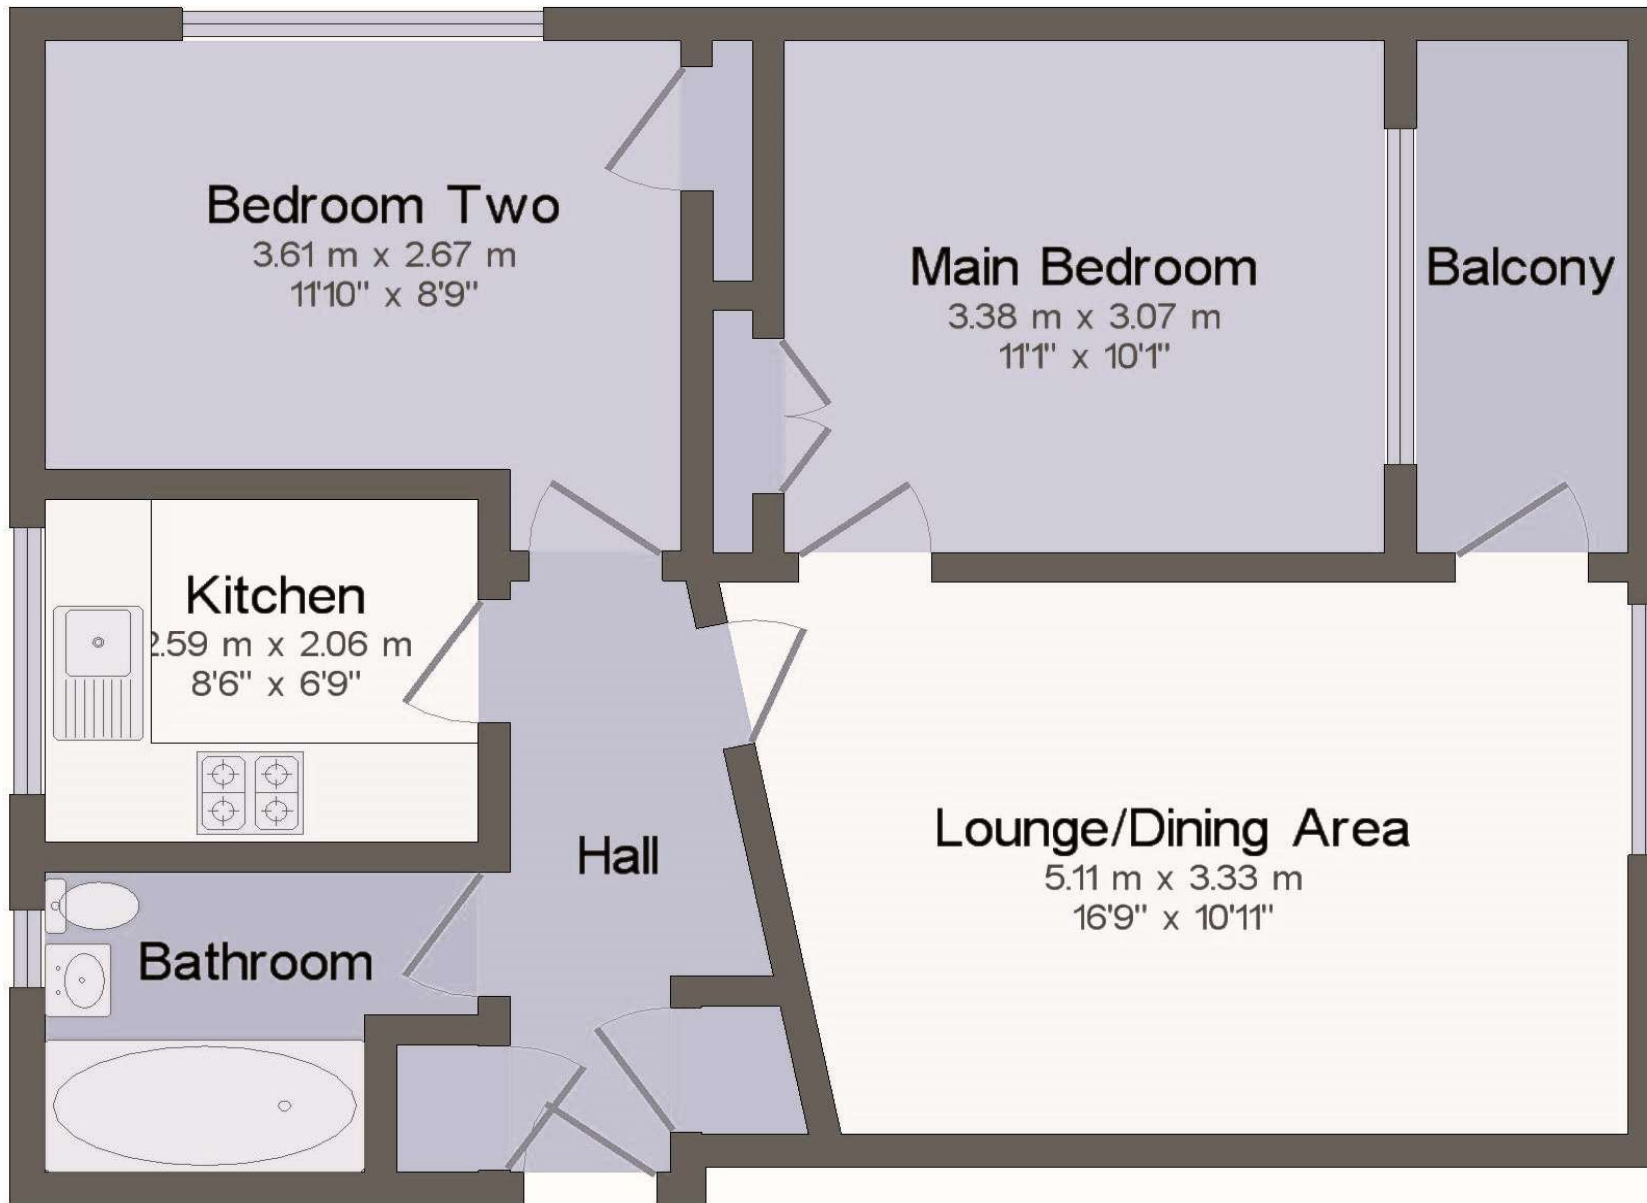 Bedroom Two
3.61 m x 2.67 m
11'10" x 8'9"
Main Bedroom
3.38 m x 3.07 m
11'1" x 10'1"
Balcony
Kitchen
2.59 m x 2.06 m
8'6" x 6'9"
Hall
Lounge/Dining Area
5.11 m x 3.33 m
16'9" x 10'11"
Bathroom